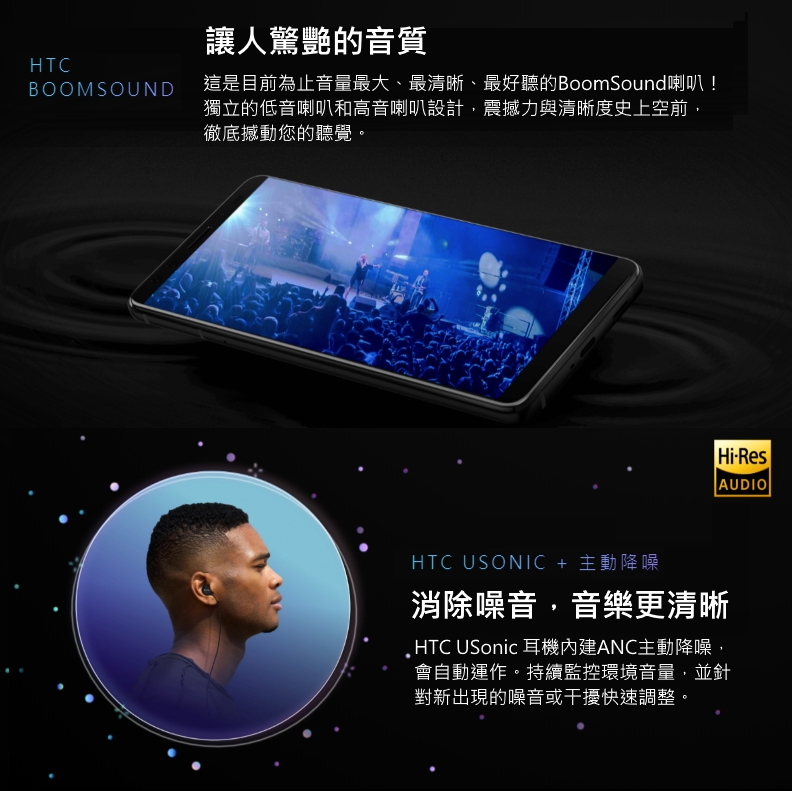 HTC
BOOMSOUND
讓人驚艷的音質
這是目前為止音量最大、最清晰、最好聽的BoomSound喇叭！
獨立的低音喇叭和高音喇叭設計，震撼力與清晰度史上空前，
徹底撼動您的聽覺。
Hi-Res
AUDIO
HTC USONIC + 主動降噪
消除噪音，音樂更清晰
HTC USonic 耳機內建ANC主動降噪，
會自動運作。持續監控環境音量，並針
對新出現的噪音或干擾快速調整。